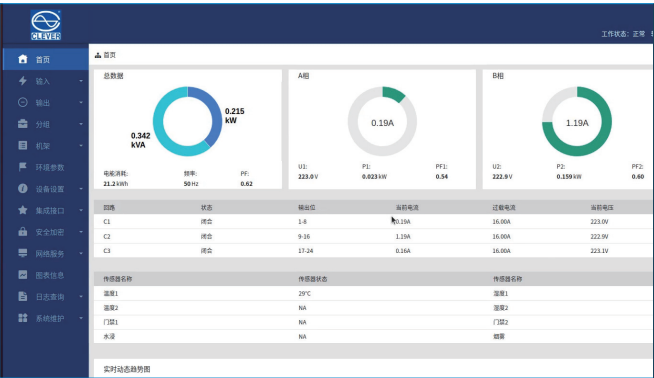 CLEVER
工作状态: 正常
首页
输入
输出
分组
机架
环境参数
设备设置
集成接口
安全加密
网络服务
图表信息
日志查询
系统维护
首页
总数据
0.215
kW
0.342
kVA
电能消耗: 频率: PF:
21.2 kWh 50 Hz 0.62
A相
0.19A
U1: P1: PF1:
223.0 V 0.023 kW 0.54
B相
1.19A
U2: P2: PF2:
222.9 V 0.159 kW 0.60
回路 状态 输出位 当前电流 过载电流 当前电压
C1 闭合 1-8 0.19A 16.00A 223.0V
C2 闭合 9-16 1.19A 16.00A 222.9V
C3 闭合 17-24 0.16A 16.00A 223.1V
传感器名称 传感器状态 传感器名称
温度1 29°C 湿度1
温度2 NA 湿度2
门禁1 NA 门禁2
水浸 NA 烟雾
实时动态趋势图